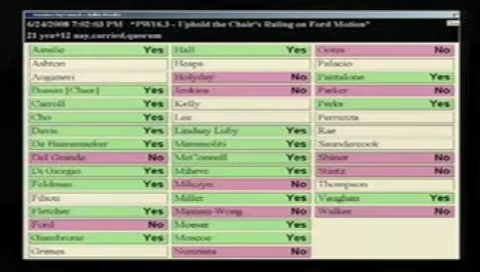 6/24/2008 7:02:03 PM "PW16.3 - Uphold the Chair's Ruling on Ford Motion"
21 yes•12 nay,carried,quorum
Ainslie Yes Hall Yes Ootes No
Ashton Heaps Palacio
Augimeri Holyday No Pantalone Yes
Bussin [Chair] Yes Jenkins No Parker No
Carroll Yes Kelly Perks Yes
Cho Yes Lee Perruzza
Davis Yes Lindsay Luby Yes Rae
De Baeremaeker Yes Mammoliti Yes Saundercook
Del Grande No McConnell Yes Shiner No
Di Giorgio Yes Mihevc Yes Stintz No
Feldman Yes Milczyn No Thompson
Filion Miller Yes Vaughan Yes
Fletcher Yes Minnan-Wong No Walker No
Ford No Moeser Yes
Giambrone Yes Moscoe Yes
Grimes Nunziata No